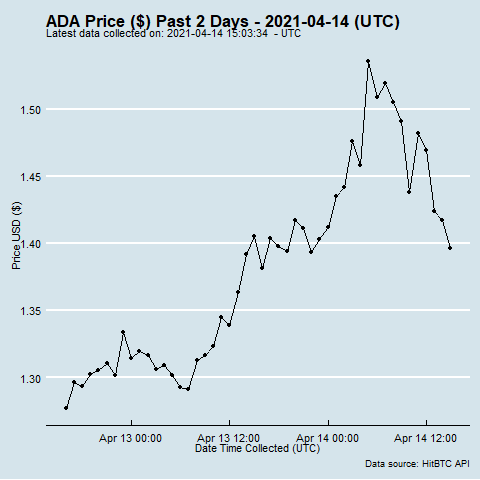 ADA Price ($) Past 2 Days - 2021-04-14 (UTC)
Latest data collected on: 2021-04-14 15:03:34  - UTC
1.50
1.45
1.40
1.35
1.30
Price USD ($)
Apr 13 00:00
Apr 13 12:00
Apr 14 00:00
Apr 14 12:00
Date Time Collected (UTC)
Data source: HitBTC API